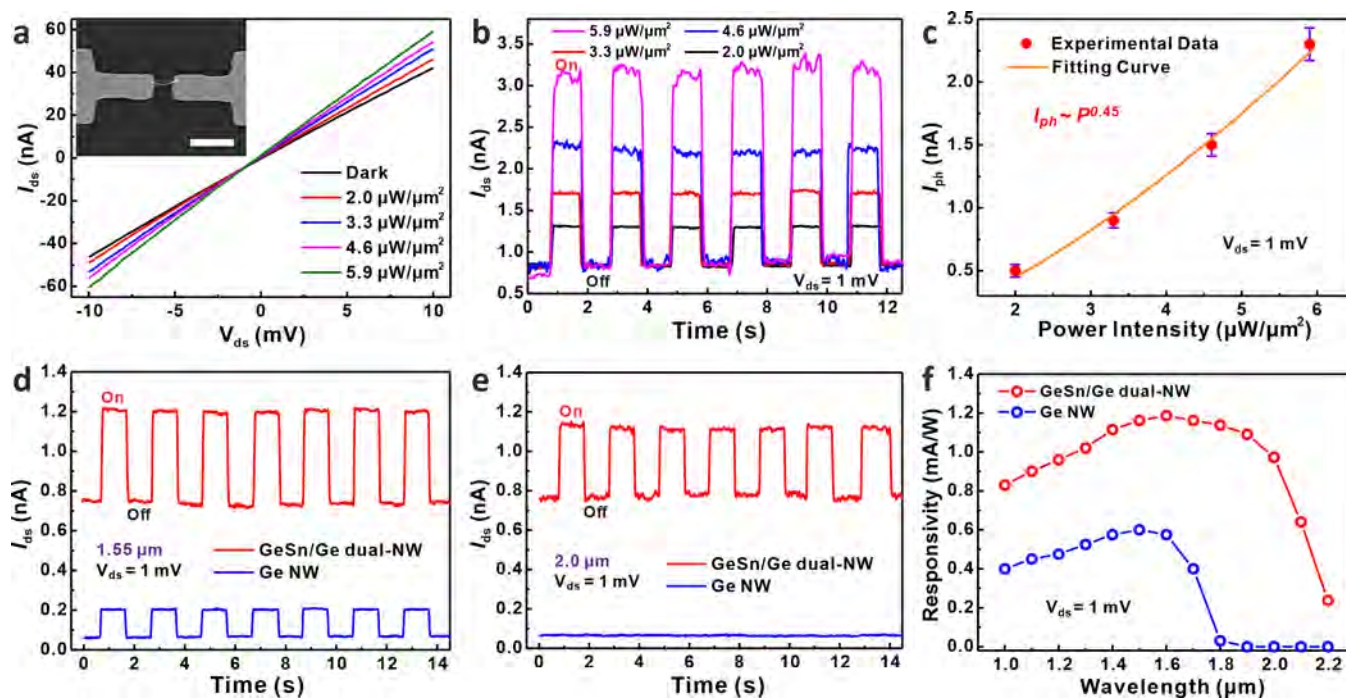 a
60
40
20
0
-20
-40
-60
I_ds (nA)
-10 -5 0 5 10
V_ds (mV)
Dark
2.0 μW/μm²
3.3 μW/μm²
4.6 μW/μm²
5.9 μW/μm²
b
5.9 μW/μm² 4.6 μW/μm²
3.3 μW/μm² 2.0 μW/μm²
On
3.5
3.0
2.5
2.0
1.5
1.0
0.5
I_ds (nA)
Off
V_ds = 1 mV
0 2 4 6 8 10 12
Time (s)
c
2.5
1.5
0.5
I_ph (nA)
Experimental Data
Fitting Curve
I_ph ~ P^0.45
V_ds = 1 mV
2 3 4 5 6
Power Intensity (μW/μm²)
d
On
1.4
1.2
1.0
0.8
0.6
0.4
0.2
0.0
I_ds (nA)
Off
1.55 μm
V_ds = 1 mV
GeSn/Ge dual-NW
Ge NW
0 2 4 6 8 10 12 14
Time (s)
e
On
1.4
1.2
1.0
0.8
0.6
0.4
0.2
0.0
I_ds (nA)
Off
2.0 μm
V_ds = 1 mV
GeSn/Ge dual-NW
Ge NW
0 2 4 6 8 10 12 14
Time (s)
f
1.4
1.2
1.0
0.8
0.6
0.4
0.2
0.0
Responsivity (mA/W)
GeSn/Ge dual-NW
Ge NW
V_ds = 1 mV
1.0 1.2 1.4 1.6 1.8 2.0 2.2
Wavelength (μm)